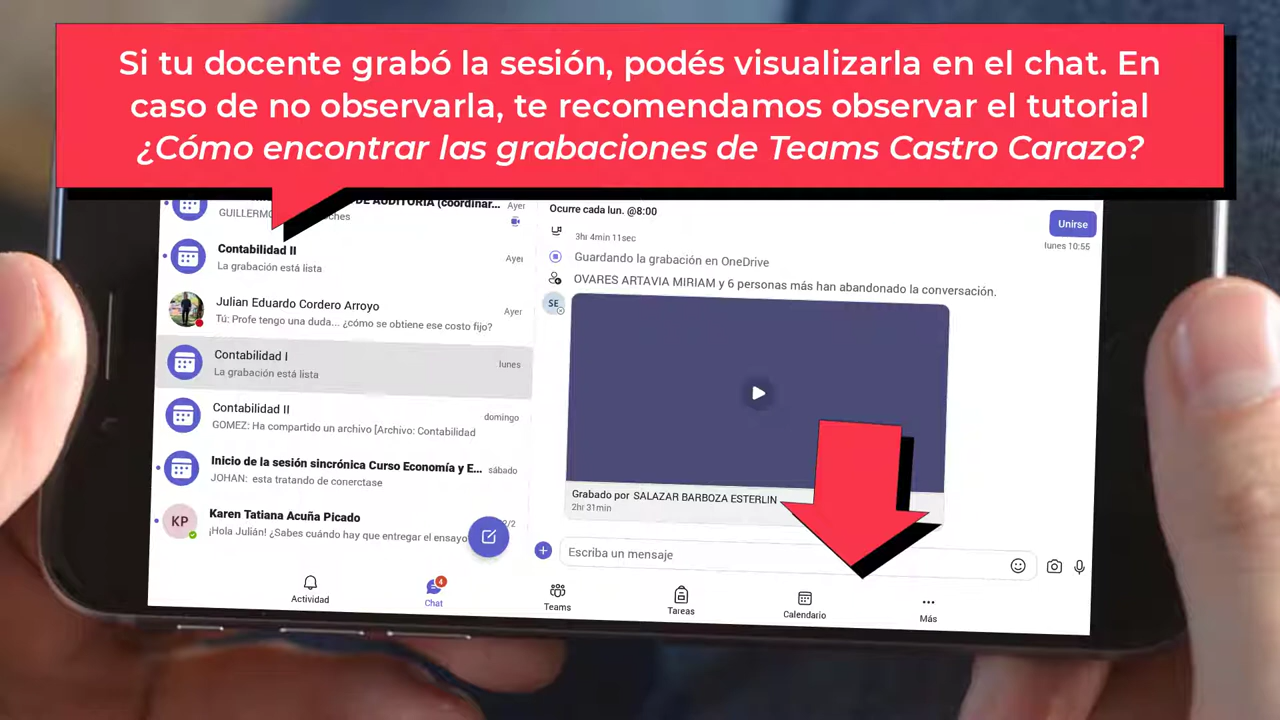 Si tu docente grabó la sesión, podés visualizarla en el chat. En
caso de no observarla, te recomendamos observar el tutorial
¿Cómo encontrar las grabaciones de Teams Castro Carazo?
DE AUDITORÍA (coordinar...
Ayer
GUILLERMO
Contabilidad II
Ayer
La grabación está lista
Julian Eduardo Cordero Arroyo
Ayer
Tú: Profe tengo una duda... ¿cómo se obtiene ese costo fijo?
Contabilidad I
lunes
La grabación está lista
Contabilidad II
domingo
GOMEZ: Ha compartido un archivo [Archivo: Contabilidad
Inicio de la sesión sincrónica Curso Economía y E...
sábado
JOHAN: esta tratando de conerctase
KP
Karen Tatiana Acuña Picado
¡Hola Julián! ¿Sabes cuándo hay que entregar el ensayo
Ocurre cada lun. @8:00
Unirse
3hr 4min 11sec
lunes 10:55
Guardando la grabación en OneDrive
OVARES ARTAVIA MIRIAM y 6 personas más han abandonado la conversación.
SE
Grabado por SALAZAR BARBOZA ESTERLIN
2hr 31min
Escriba un mensaje
Actividad
4
Chat
Teams
Tareas
Calendario
Más